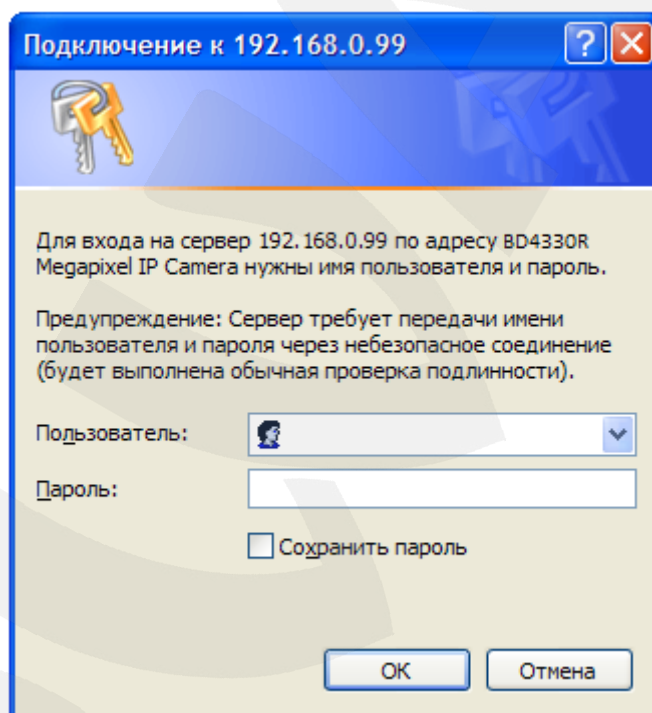 Подключение к 192.168.0.99
Для входа на сервер 192.168.0.99 по адресу BD4330R
Megapixel IP Camera нужны имя пользователя и пароль.
Предупреждение: Сервер требует передачи имени
пользователя и пароля через небезопасное соединение
(будет выполнена обычная проверка подлинности).
Пользователь:
Пароль:
Сохранить пароль
OK Отмена